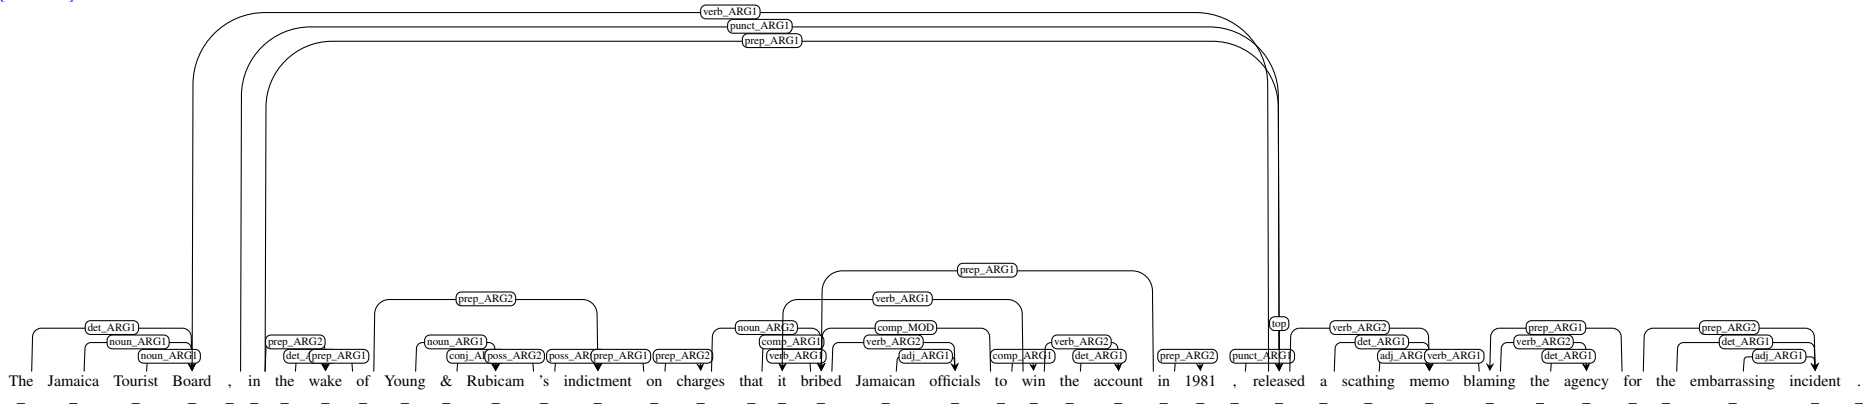 verb_ARG1
punct_ARG1
prep_ARG1
prep_ARG1
prep_ARG2 verb_ARG1
top
det_ARG1 noun_ARG2 comp_MOD verb_ARG2 prep_ARG1 prep_ARG2
noun_ARG1 prep_ARG2 noun_ARG1 comp_ARG1 verb_ARG2 verb_ARG2 det_ARG1 verb_ARG2 det_ARG1
noun_ARG1 prep_ARG1 poss_ARG2 prep_ARG1 prep_ARG2 verb_ARG1 adj_ARG1 comp_ARG1 det_ARG1 prep_ARG2 punct_ARG1 verb_ARG1 det_ARG1 adj_ARG1
The Jamaica Tourist Board , in the wake of Young & Rubicam 's indictment on charges that it bribed Jamaican officials to win the account in 1981 , released a scathing memo blaming the agency for the embarrassing incident .